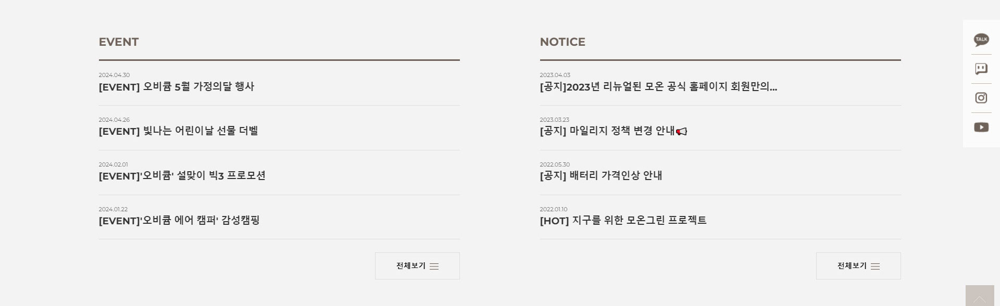 EVENT
2024.04.30
[EVENT] 오비큠 5월 가정의달 행사
2024.04.26
[EVENT] 빛나는 어린이날 선물 더벨
2024.02.01
[EVENT]'오비큠' 설맞이 빅3 프로모션
2024.01.22
[EVENT]'오비큠 에어 캠퍼' 감성캠핑
전체보기
NOTICE
2023.04.03
[공지]2023년 리뉴얼된 모온 공식 홈페이지 회원만의...
2023.03.23
[공지] 마일리지 정책 변경 안내
2022.05.30
[공지] 배터리 가격인상 안내
2022.01.10
[HOT] 지구를 위한 모온그린 프로젝트
전체보기
TALK